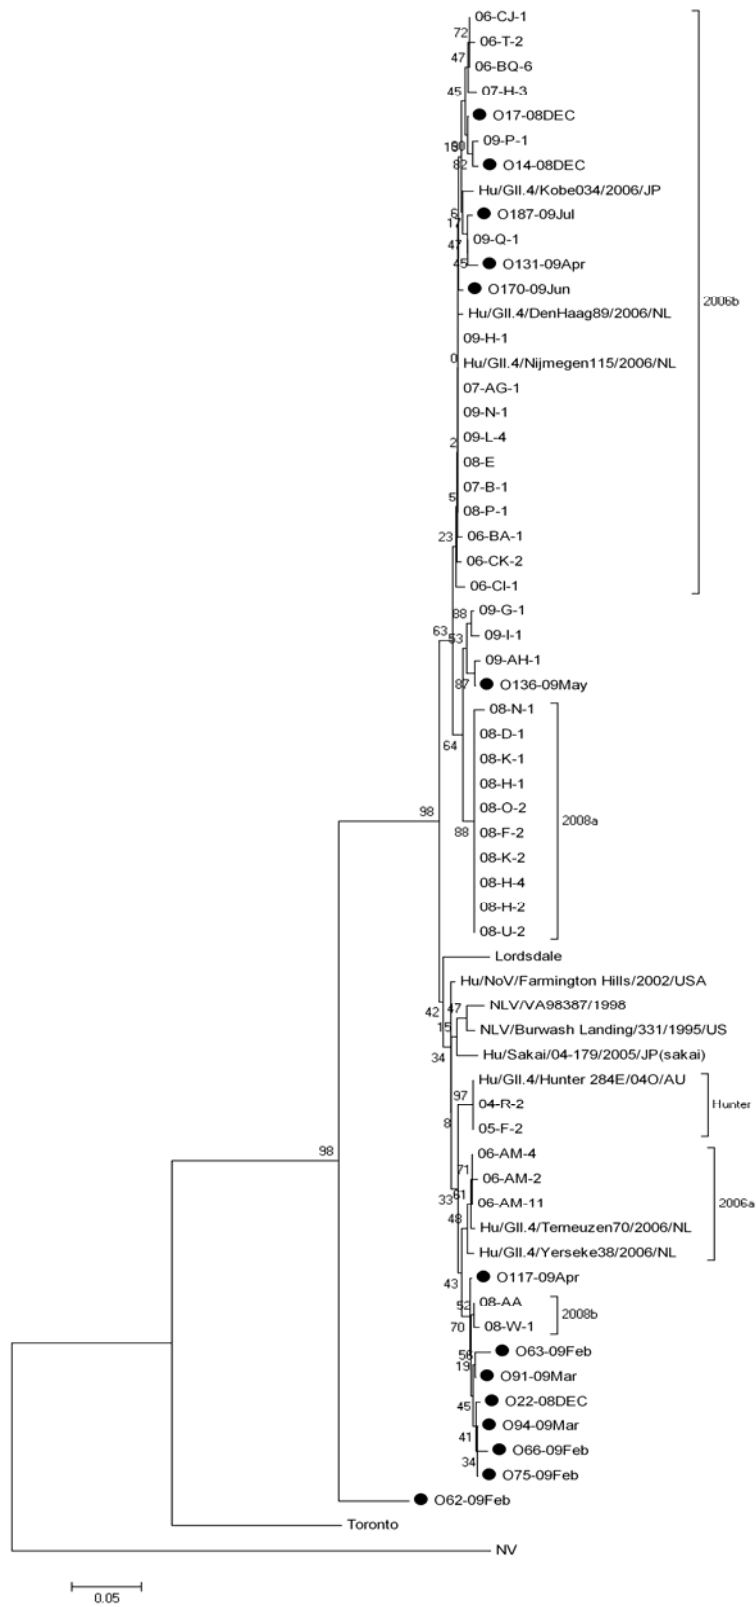 06-CJ-1
72
06-T-2
47
06-BQ-6
45
07-H-3
O17-08DEC
09-P-1
82
O14-08DEC
Hu/GII.4/Kobe034/2006/JP
6
O187-09Jul
17
09-Q-1
47
45
O131-09Apr
O170-09Jun
2006b
Hu/GII.4/DenHaag89/2006/NL
09-H-1
0
Hu/GII.4/Nijmegen115/2006/NL
07-AG-1
09-N-1
09-L-4
2
08-E
07-B-1
5
08-P-1
23
06-BA-1
06-CK-2
06-CI-1
88
09-G-1
63
53
09-I-1
09-AH-1
87
O136-09May
08-N-1
08-D-1
64
08-K-1
08-H-1
98
08-O-2
2008a
88
08-F-2
08-K-2
08-H-4
08-H-2
08-U-2
Lordsdale
Hu/NoV/Farmington Hills/2002/USA
42
47
NLV/VA98387/1998
15
NLV/Burwash Landing/331/1995/US
34
Hu/Sakai/04-179/2005/JP(sakai)
Hu/GII.4/Hunter 284E/04O/AU
97
04-R-2
Hunter
8
05-F-2
98
06-AM-4
71
06-AM-2
33
61
06-AM-11
2006a
48
Hu/GII.4/Terneuzen70/2006/NL
Hu/GII.4/Yerseke38/2006/NL
43
O117-09Apr
52
08-AA
2008b
70
08-W-1
56
O63-09Feb
19
O91-09Mar
45
O22-08DEC
O94-09Mar
41
O66-09Feb
34
O75-09Feb
O62-09Feb
Toronto
NV
0.05